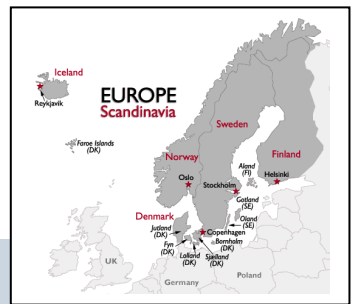 Iceland
Reykjavik
EUROPE
Scandinavia
Faroe Islands
(DK)
Sweden
Norway
Finland
Aland
(FI)
Oslo
Helsinki
Stockholm
Gotland
(SE)
Denmark
Oland
(SE)
Jutland
(DK)
Copenhagen
Bornholm
(DK)
Fyn
(DK)
Lolland
(DK)
Sjælland
(DK)
UK
Germany
Poland